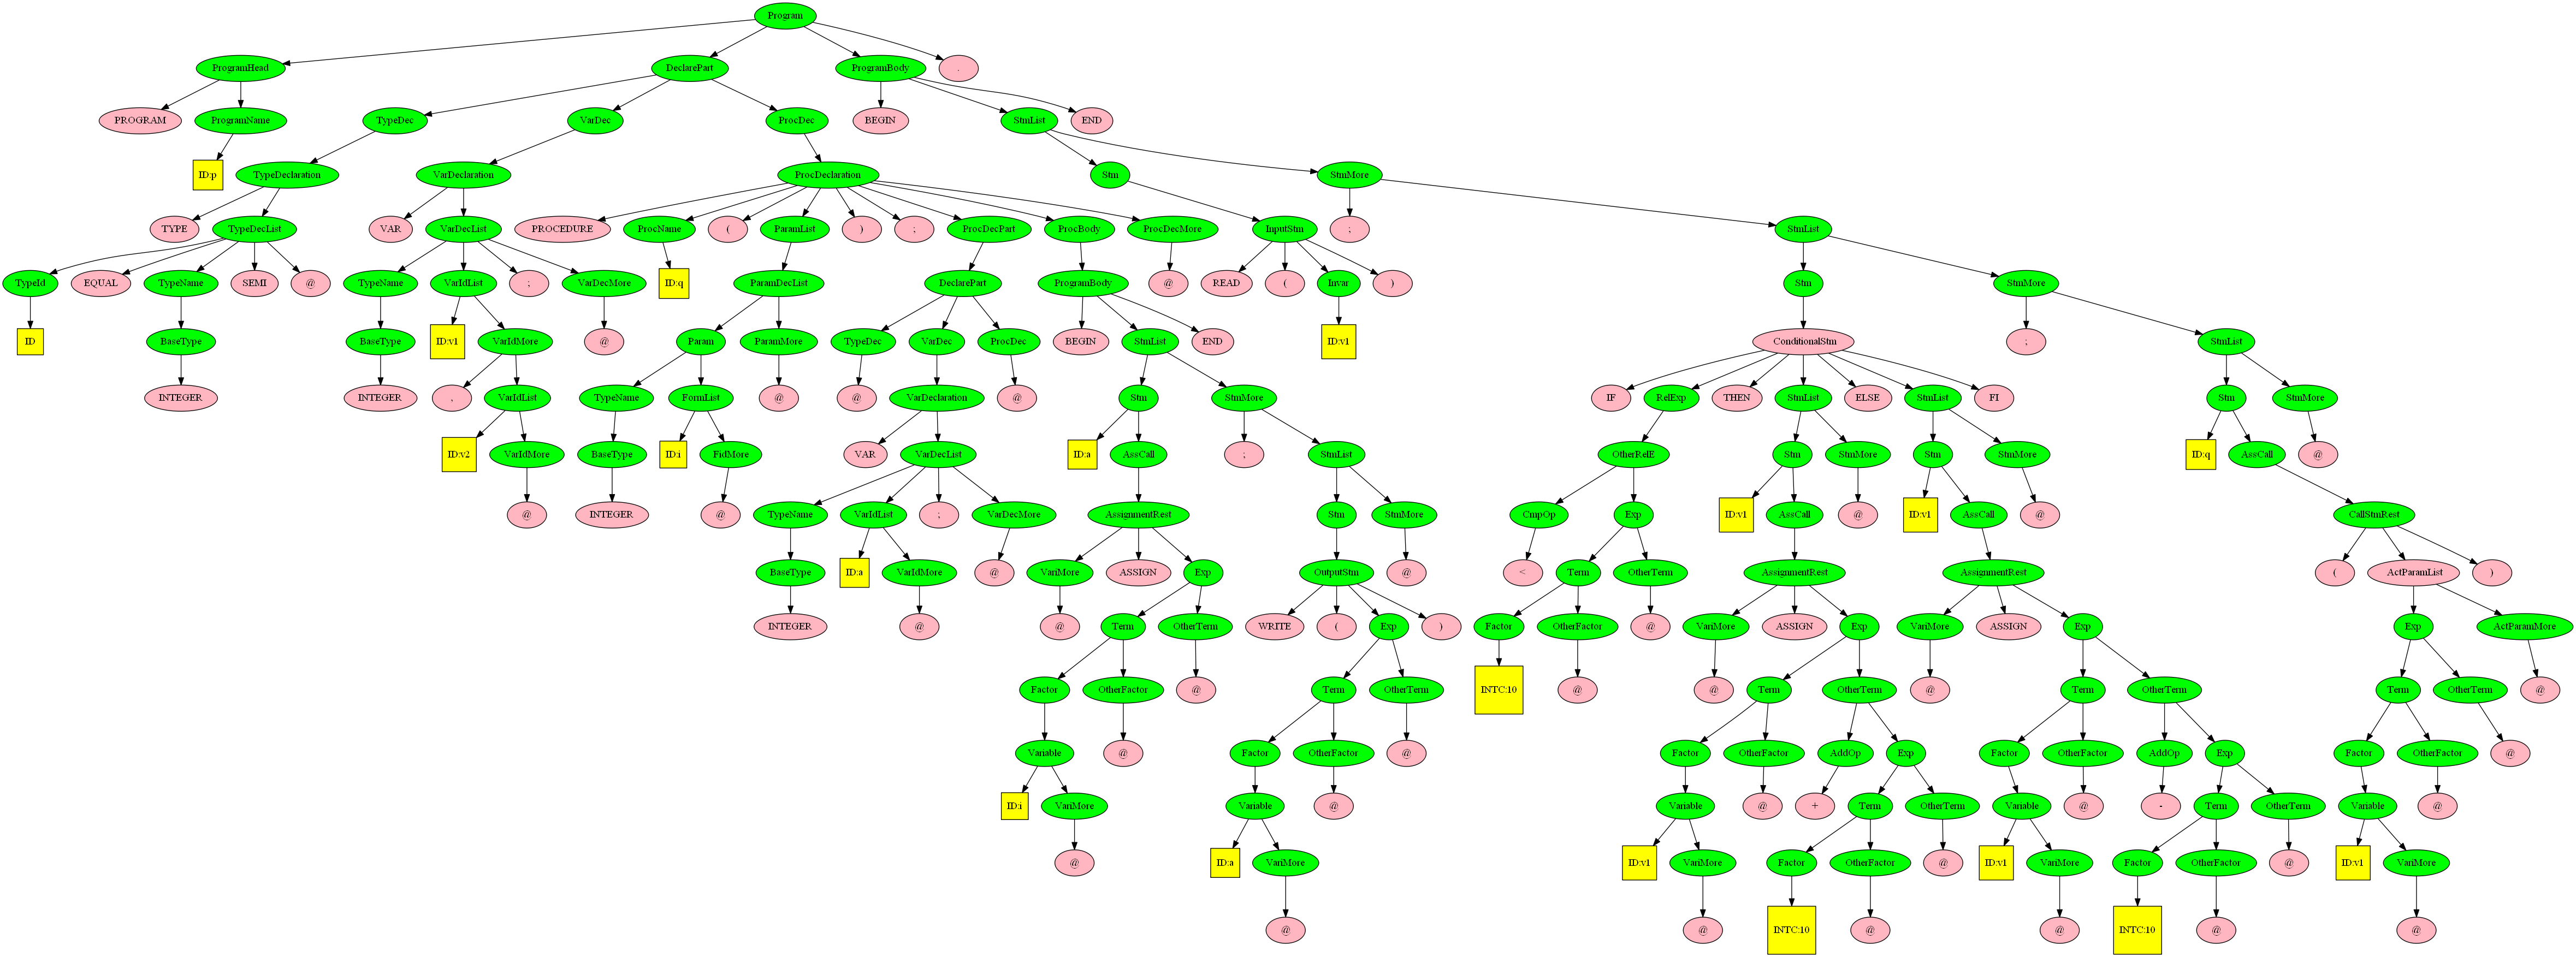 Program
ProgramHead DeclarePart ProgramBody .
PROGRAM ProgramName TypeDec VarDec ProcDec BEGIN StmList END
ID:p TypeDeclaration VarDeclaration ProcDeclaration Stm StmMore
TYPE TypeDecList VAR VarDecList PROCEDURE ProcName ( ParamList ) ; ProcDecPart ProcBody ProcDecMore InputStm ; StmList
TypeId EQUAL TypeName SEMI @ TypeName VarIdList ; VarDecMore ID:q ParamDecList DeclarePart ProgramBody @ READ ( Invar ) Stm StmMore
ID BaseType BaseType ID:v1 VarIdMore @ Param ParamMore TypeDec VarDec ProcDec BEGIN StmList END ID:v1 ConditionalStm ; StmList
INTEGER INTEGER , VarIdList TypeName FormList @ @ VarDeclaration @ Stm StmMore IF RelExp THEN StmList ELSE StmList FI Stm StmMore
ID:v2 VarIdMore BaseType ID:i FidMore VAR VarDecList ID:a AssCall ; StmList OtherRelE Stm StmMore Stm StmMore ID:q AssCall @
@ INTEGER @ TypeName VarIdList ; VarDecMore AssignmentRest Stm StmMore CmpOp Exp ID:v1 AssCall @ ID:v1 AssCall @ CallStmRest
BaseType ID:a VarIdMore @ VariMore ASSIGN Exp OutputStm @ < Term OtherTerm AssignmentRest AssignmentRest ( ActParamList )
INTEGER @ @ Term OtherTerm WRITE ( Exp ) Factor OtherFactor @ VariMore ASSIGN Exp VariMore ASSIGN Exp Exp ActParamMore
Factor OtherFactor @ Term OtherTerm INTC:10 @ @ Term OtherTerm @ Term OtherTerm Term OtherTerm @
Variable @ Factor OtherFactor @ Factor OtherFactor AddOp Exp Factor OtherFactor AddOp Exp Factor OtherFactor @
ID:i VariMore Variable @ Variable @ + Term OtherTerm Variable @ - Term OtherTerm Variable @
@ ID:a VariMore ID:v1 VariMore Factor OtherFactor @ ID:v1 VariMore Factor OtherFactor @ ID:v1 VariMore
@ @ INTC:10 @ @ INTC:10 @ @